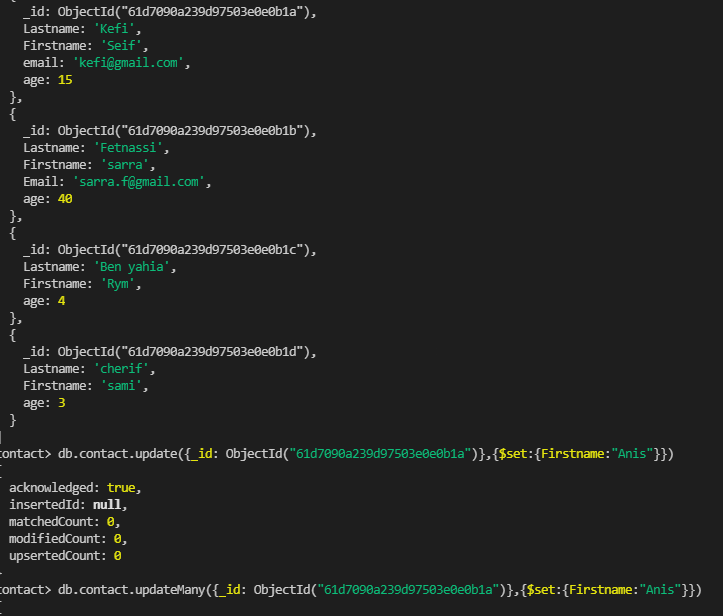 _id: ObjectId("61d7090a239d97503e0e0b1a"),
Lastname: 'Kefi',
Firstname: 'Seif',
email: 'kefi@gmail.com',
age: 15
},
{
_id: ObjectId("61d7090a239d97503e0e0b1b"),
Lastname: 'Fetnassi',
Firstname: 'sarra',
Email: 'sarra.f@gmail.com',
age: 40
},
{
_id: ObjectId("61d7090a239d97503e0e0b1c"),
Lastname: 'Ben yahia',
Firstname: 'Rym',
age: 4
},
{
_id: ObjectId("61d7090a239d97503e0e0b1d"),
Lastname: 'cherif',
Firstname: 'sami',
age: 3
}
ontact> db.contact.update({_id: ObjectId("61d7090a239d97503e0e0b1a")},{$set:{Firstname:"Anis"}})
acknowledged: true,
insertedId: null,
matchedCount: 0,
modifiedCount: 0,
upsertedCount: 0
ontact> db.contact.updateMany({_id: ObjectId("61d7090a239d97503e0e0b1a")},{$set:{Firstname:"Anis"}})